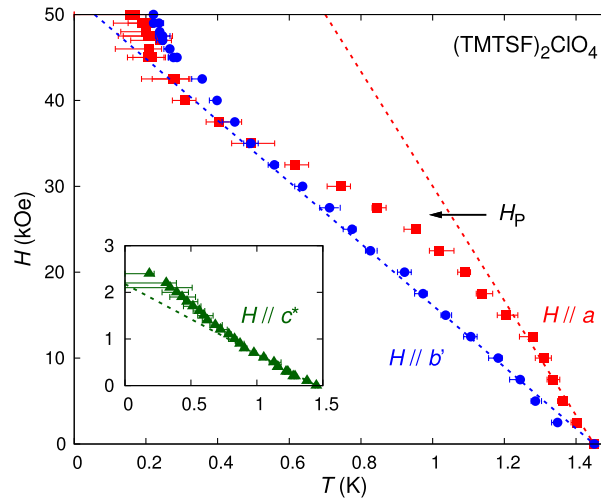 50
40
30
20
10
0
H (kOe)
(TMTSF)₂ClO₄
H_P
H // a
H // b’
3
2
1
0
H // c*
0 0.5 1 1.5
0 0.2 0.4 0.6 0.8 1 1.2 1.4
T (K)